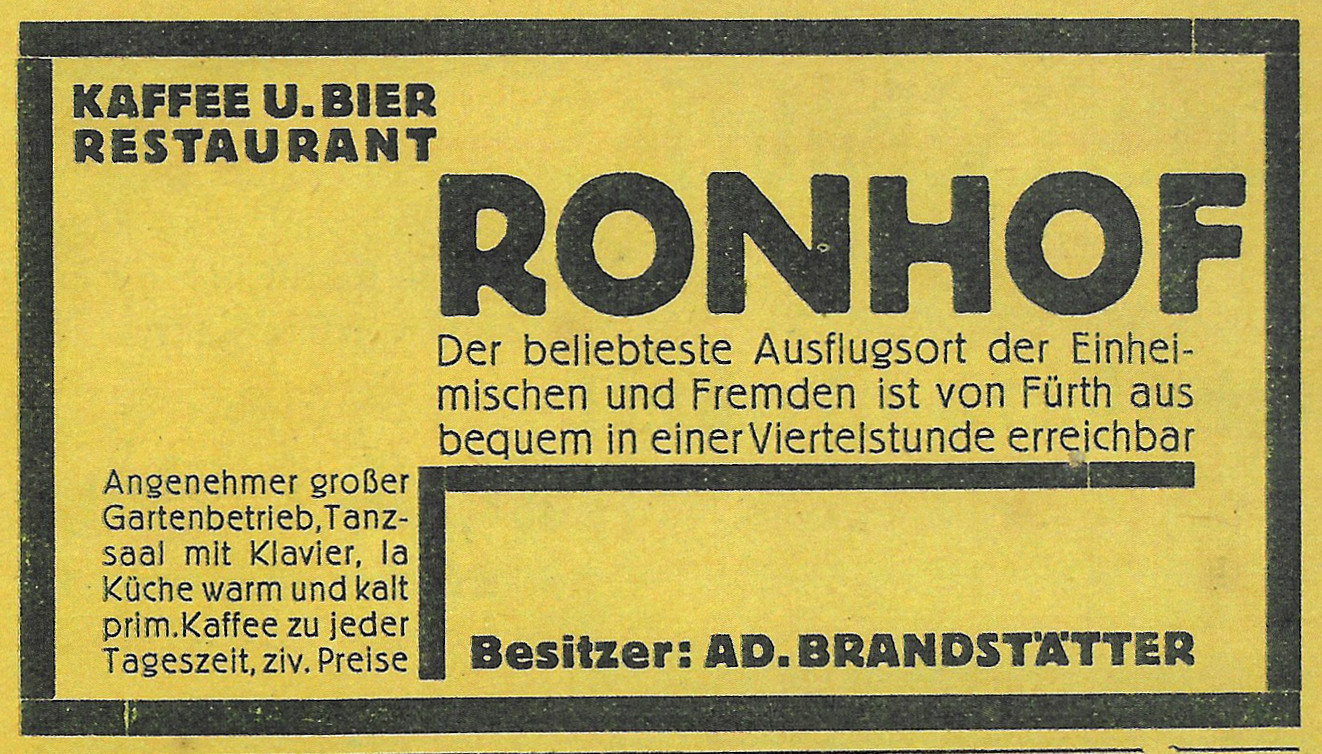 KAFFEE U. BIER
RESTAURANT
RONHOF
Der beliebteste Ausflugsort der Einhei-
mischen und Fremden ist von Fürth aus
bequem in einer Viertelstunde erreichbar
Angenehmer großer
Gartenbetrieb, Tanz-
saal mit Klavier, Ia
Küche warm und kalt
prim. Kaffee zu jeder
Tageszeit, ziv. Preise
Besitzer: AD. BRANDSTÄTTER